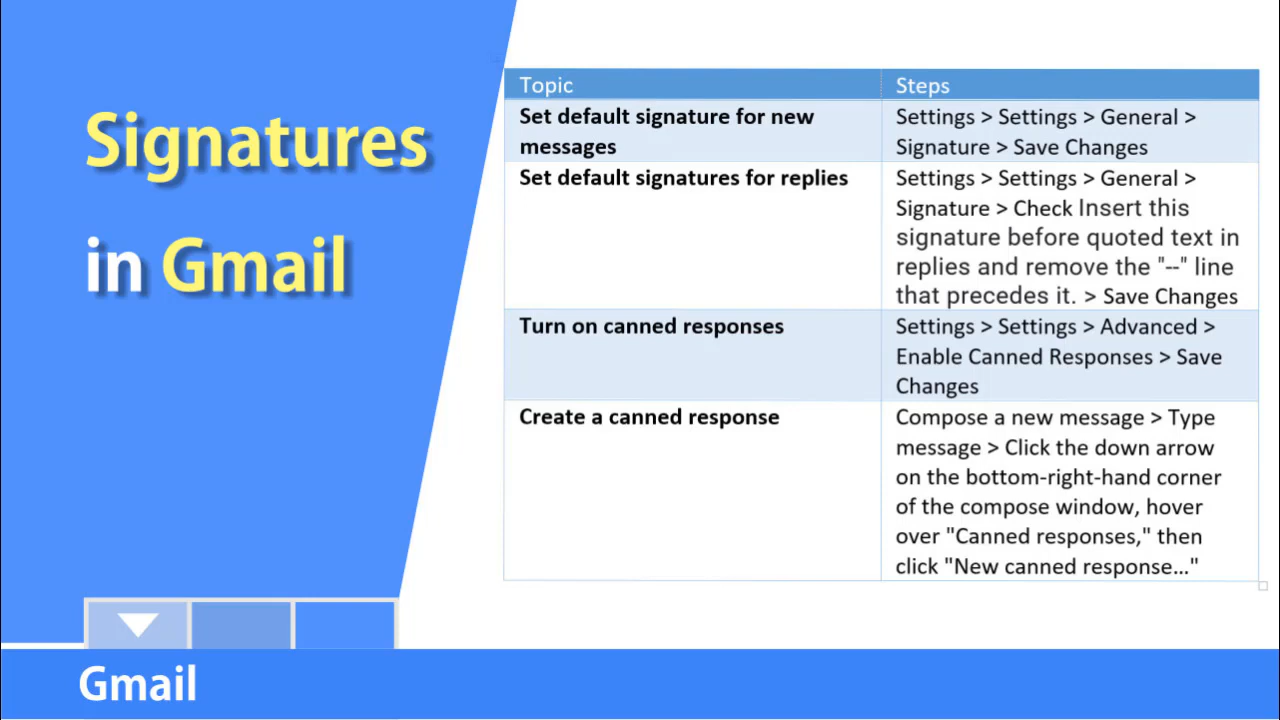 Signatures
in Gmail
Topic
Steps
Set default signature for new
messages
Settings > Settings > General >
Signature > Save Changes
Set default signatures for replies
Settings > Settings > General >
Signature > Check Insert this
signature before quoted text in
replies and remove the "--" line
that precedes it. > Save Changes
Turn on canned responses
Settings > Settings > Advanced >
Enable Canned Responses > Save
Changes
Create a canned response
Compose a new message > Type
message > Click the down arrow
on the bottom-right-hand corner
of the compose window, hover
over "Canned responses," then
click "New canned response…"
Gmail